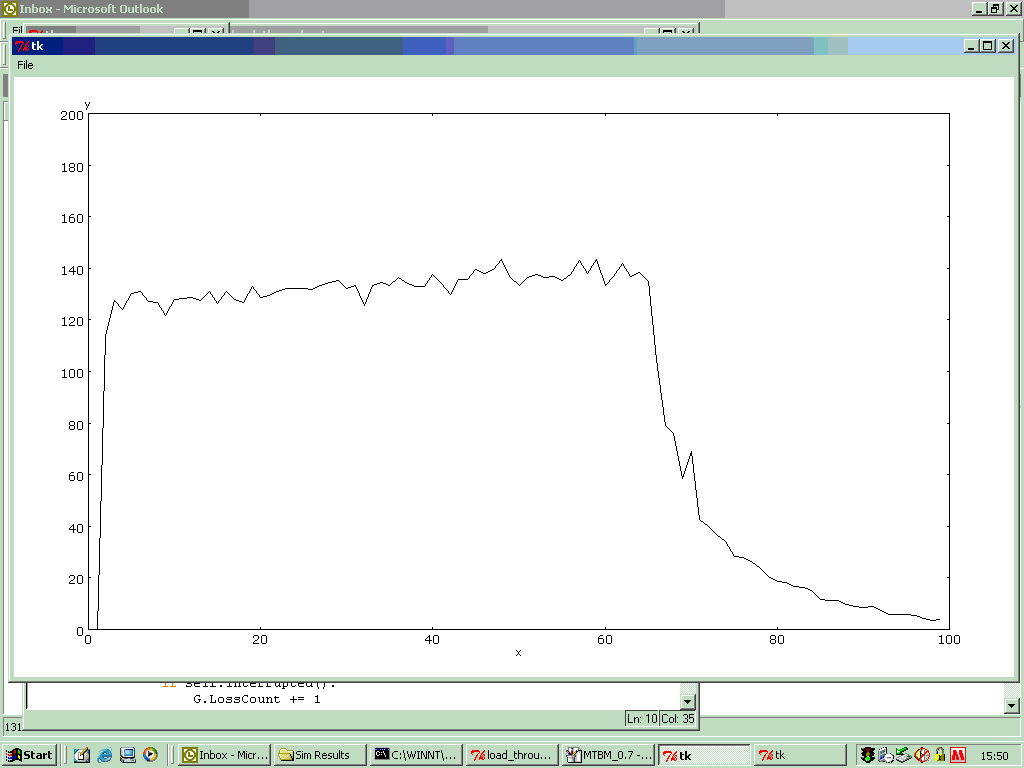 Inbox - Microsoft Outlook
tk
File
y
200
180
160
140
120
100
80
60
40
20
0
0 20 40 60 80 100
x
if self.interrupted():
G.LossCount += 1
131
Ln: 10 Col: 35
Start
Inbox - Micr...
Sim Results
C:\WINNT\...
load_throu...
MTBM_0.7 -...
tk
tk
15:50